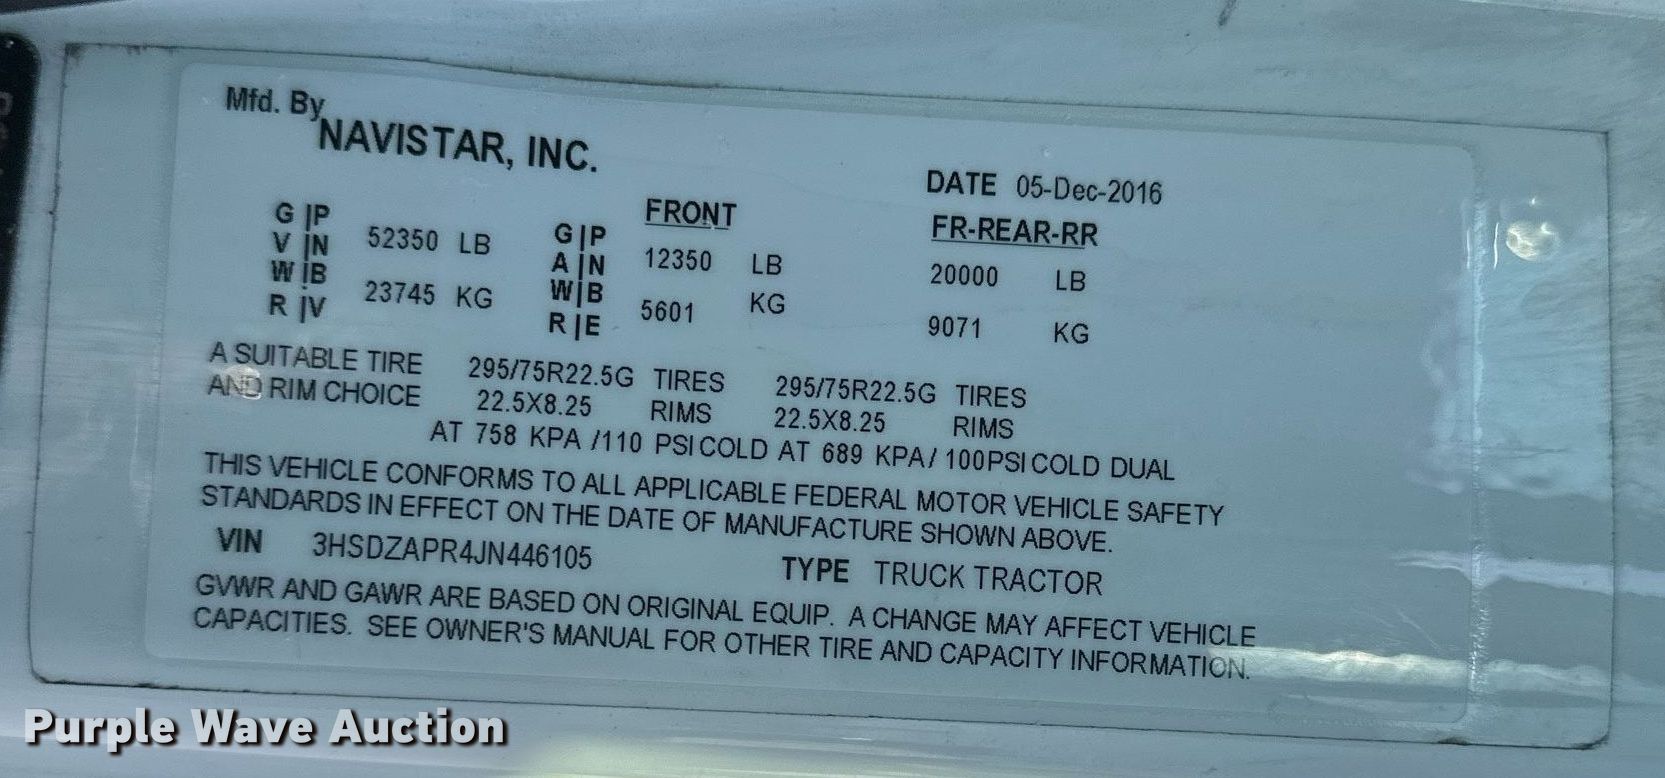 Mfd. By
NAVISTAR, INC.
DATE 05-Dec-2016
FRONT
FR-REAR-RR
G|P
V|N
W|B
R|V
52350 LB
23745 KG
G|P
A|N
W|B
R|E
12350 LB
5601 KG
20000 LB
9071 KG
A SUITABLE TIRE 295/75R22.5G TIRES 295/75R22.5G TIRES
AND RIM CHOICE 22.5X8.25 RIMS 22.5X8.25 RIMS
AT 758 KPA /110 PSI COLD AT 689 KPA/ 100PSI COLD DUAL
THIS VEHICLE CONFORMS TO ALL APPLICABLE FEDERAL MOTOR VEHICLE SAFETY
STANDARDS IN EFFECT ON THE DATE OF MANUFACTURE SHOWN ABOVE.
VIN 3HSDZAPR4JN446105 TYPE TRUCK TRACTOR
GVWR AND GAWR ARE BASED ON ORIGINAL EQUIP. A CHANGE MAY AFFECT VEHICLE
CAPACITIES. SEE OWNER'S MANUAL FOR OTHER TIRE AND CAPACITY INFORMATION.
Purple Wave Auction